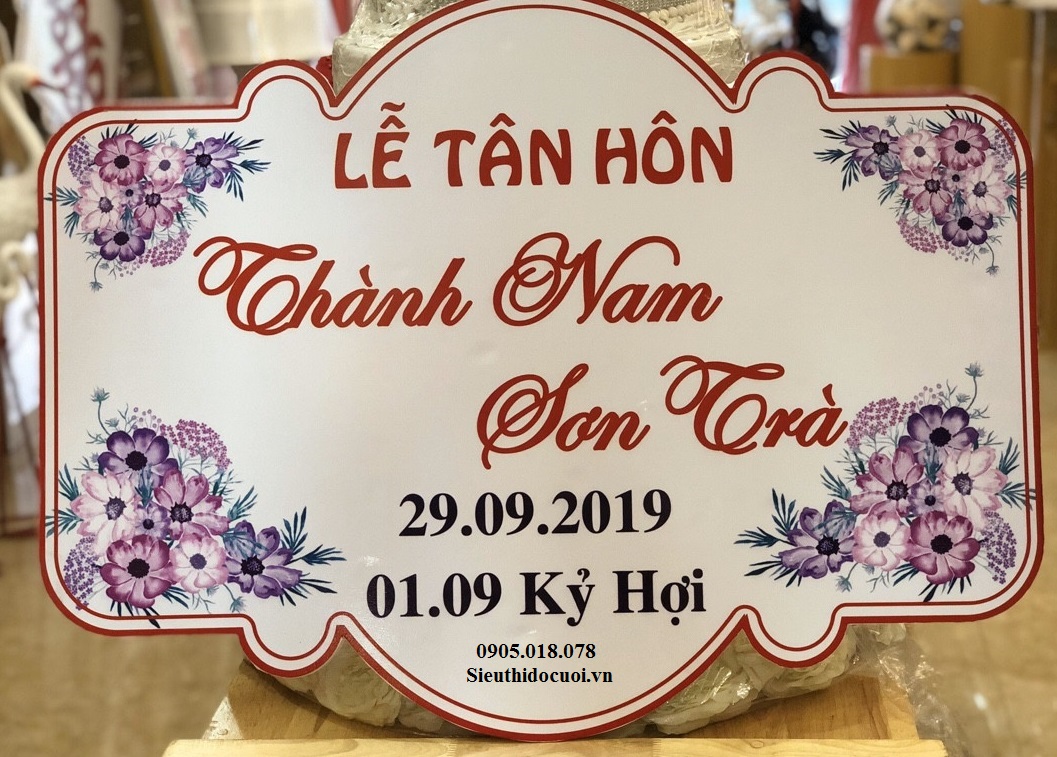 LỄ TÂN HÔN
Thành Nam
Sơn Trà
29.09.2019
01.09 Kỷ Hợi
0905.018.078
Sieuthidocuoi.vn